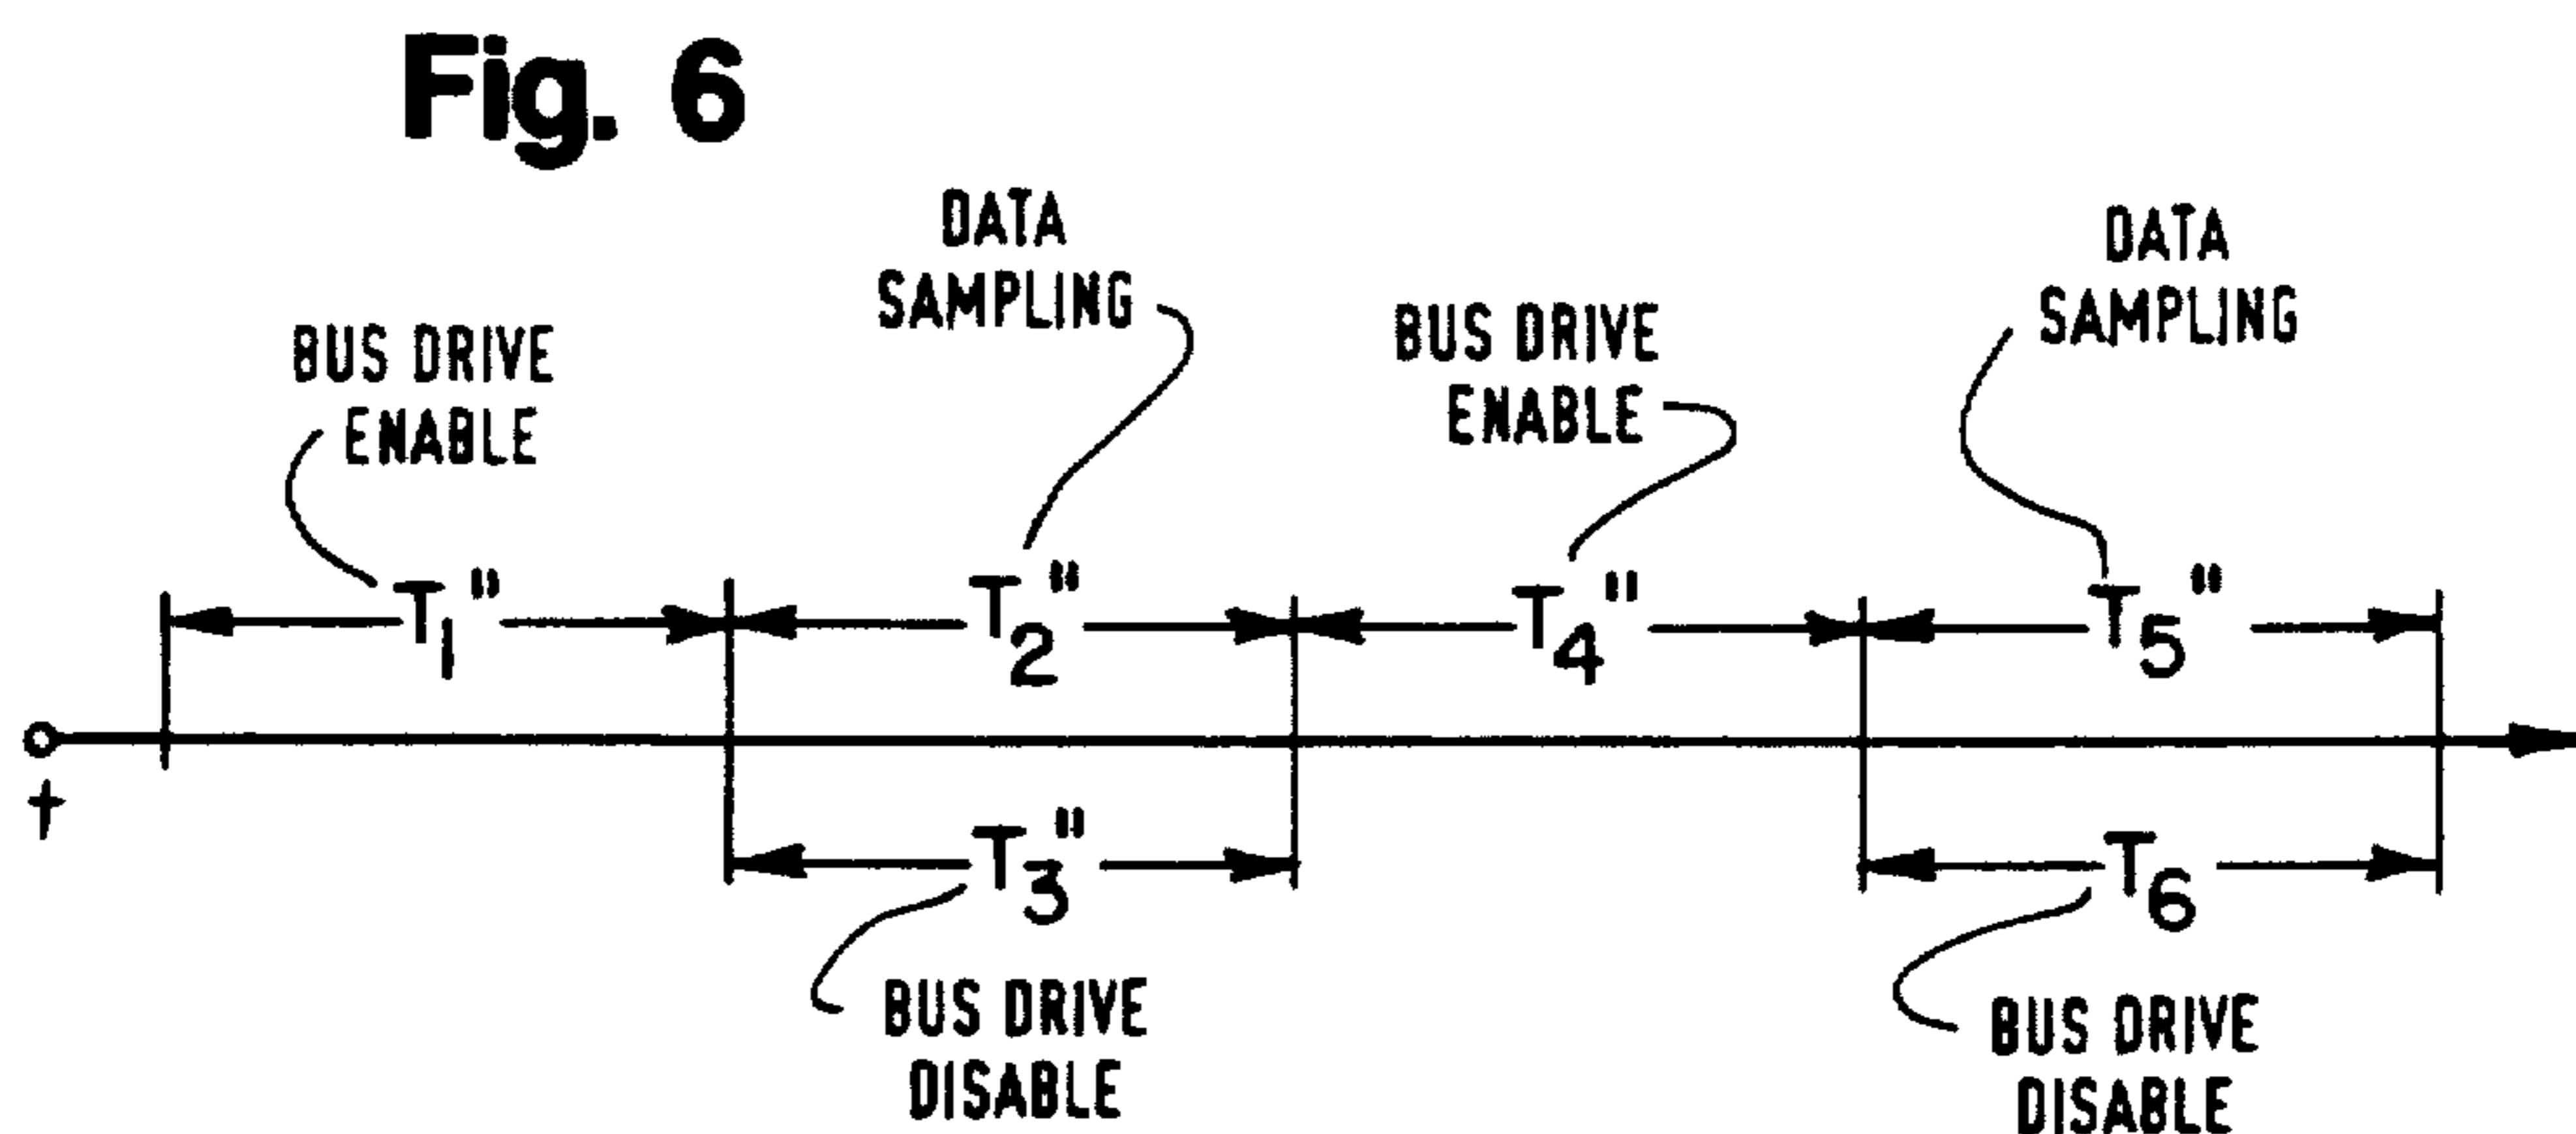 Fig. 6
DATA
SAMPLING
DATA
SAMPLING
BUS DRIVE
ENABLE
BUS DRIVE
ENABLE
T1" T2" T4" T5"
t
T3" T6
BUS DRIVE
DISABLE
BUS DRIVE
DISABLE